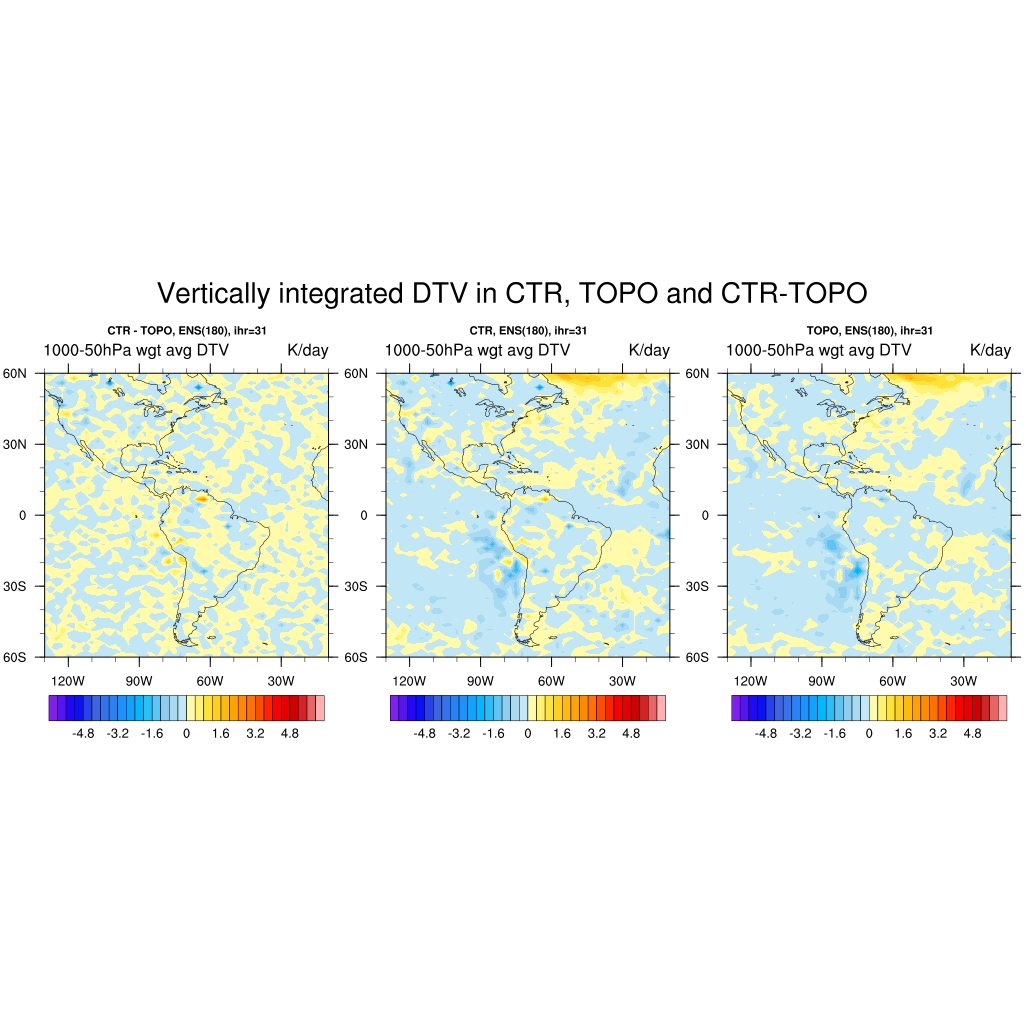 Vertically integrated DTV in CTR, TOPO and CTR-TOPO
CTR - TOPO, ENS(180), ihr=31
1000-50hPa wgt avg DTV K/day
60N
30N
0
30S
60S
120W 90W 60W 30W
-4.8 -3.2 -1.6 0 1.6 3.2 4.8
CTR, ENS(180), ihr=31
1000-50hPa wgt avg DTV K/day
60N
30N
0
30S
60S
120W 90W 60W 30W
-4.8 -3.2 -1.6 0 1.6 3.2 4.8
TOPO, ENS(180), ihr=31
1000-50hPa wgt avg DTV K/day
60N
30N
0
30S
60S
120W 90W 60W 30W
-4.8 -3.2 -1.6 0 1.6 3.2 4.8